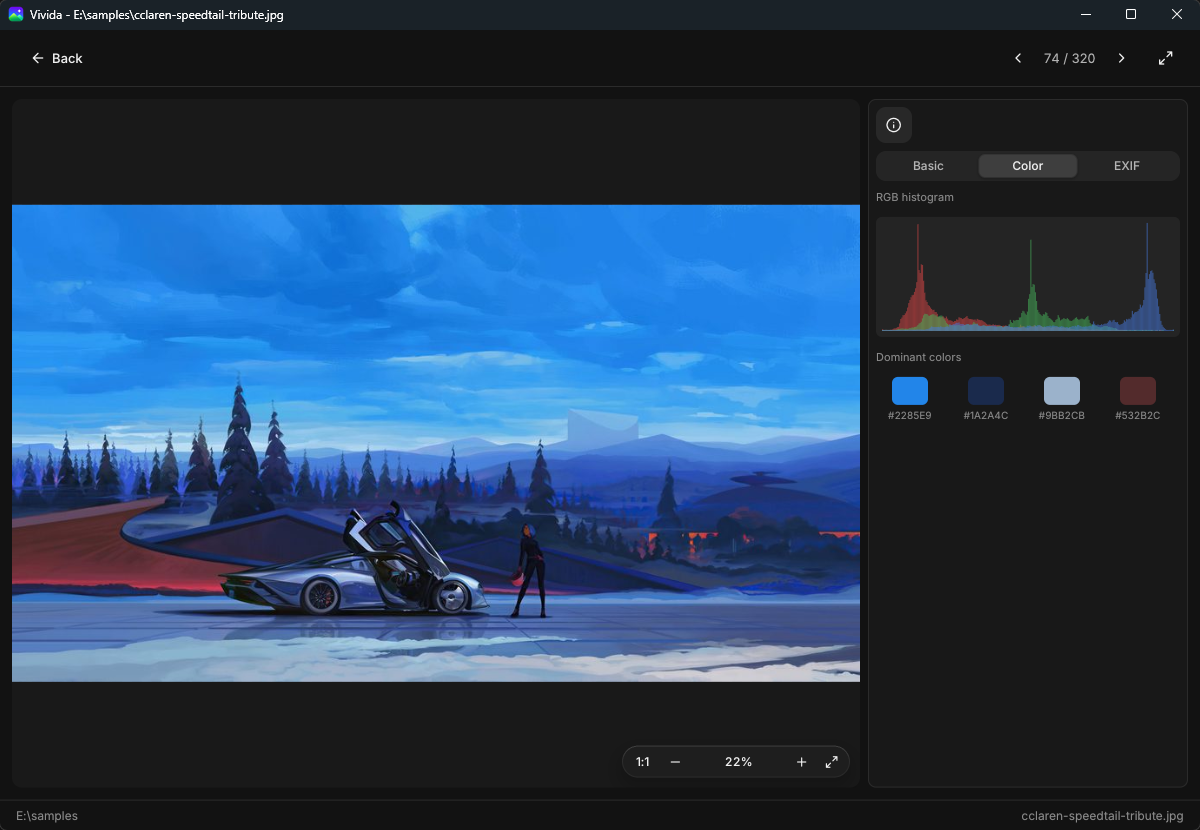 Vivida - E:\samples\cclaren-speedtail-tribute.jpg
Back
74 / 320
Basic
Color
EXIF
RGB histogram
Dominant colors
#2285E9
#1A2A4C
#9BB2CB
#532B2C
1:1
22%
E:\samples
cclaren-speedtail-tribute.jpg